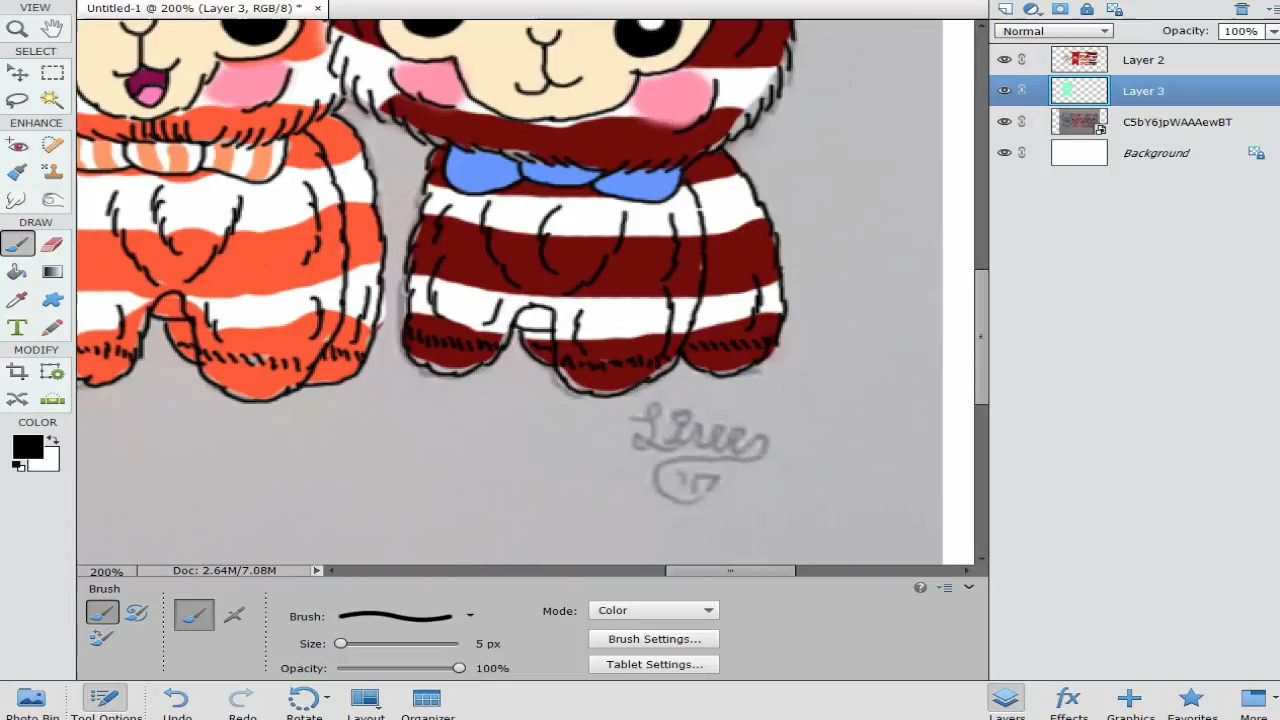 VIEW
Untitled-1 @ 200% (Layer 3, RGB/8) * ×
SELECT
ENHANCE
DRAW
T
MODIFY
COLOR
Normal
Opacity: 100%
Layer 2
Layer 3
C5bY6jpWAAAewBT
Background
'17
200% Doc: 2.64M/7.08M
Brush
Brush:
Size: 5 px
Opacity: 100%
Mode: Color
Brush Settings...
Tablet Settings...
Photo Bin
Tool Options
Undo
Redo
Rotate
Layout
Organizer
Layers
fx
Effects
Graphics
Favorites
More